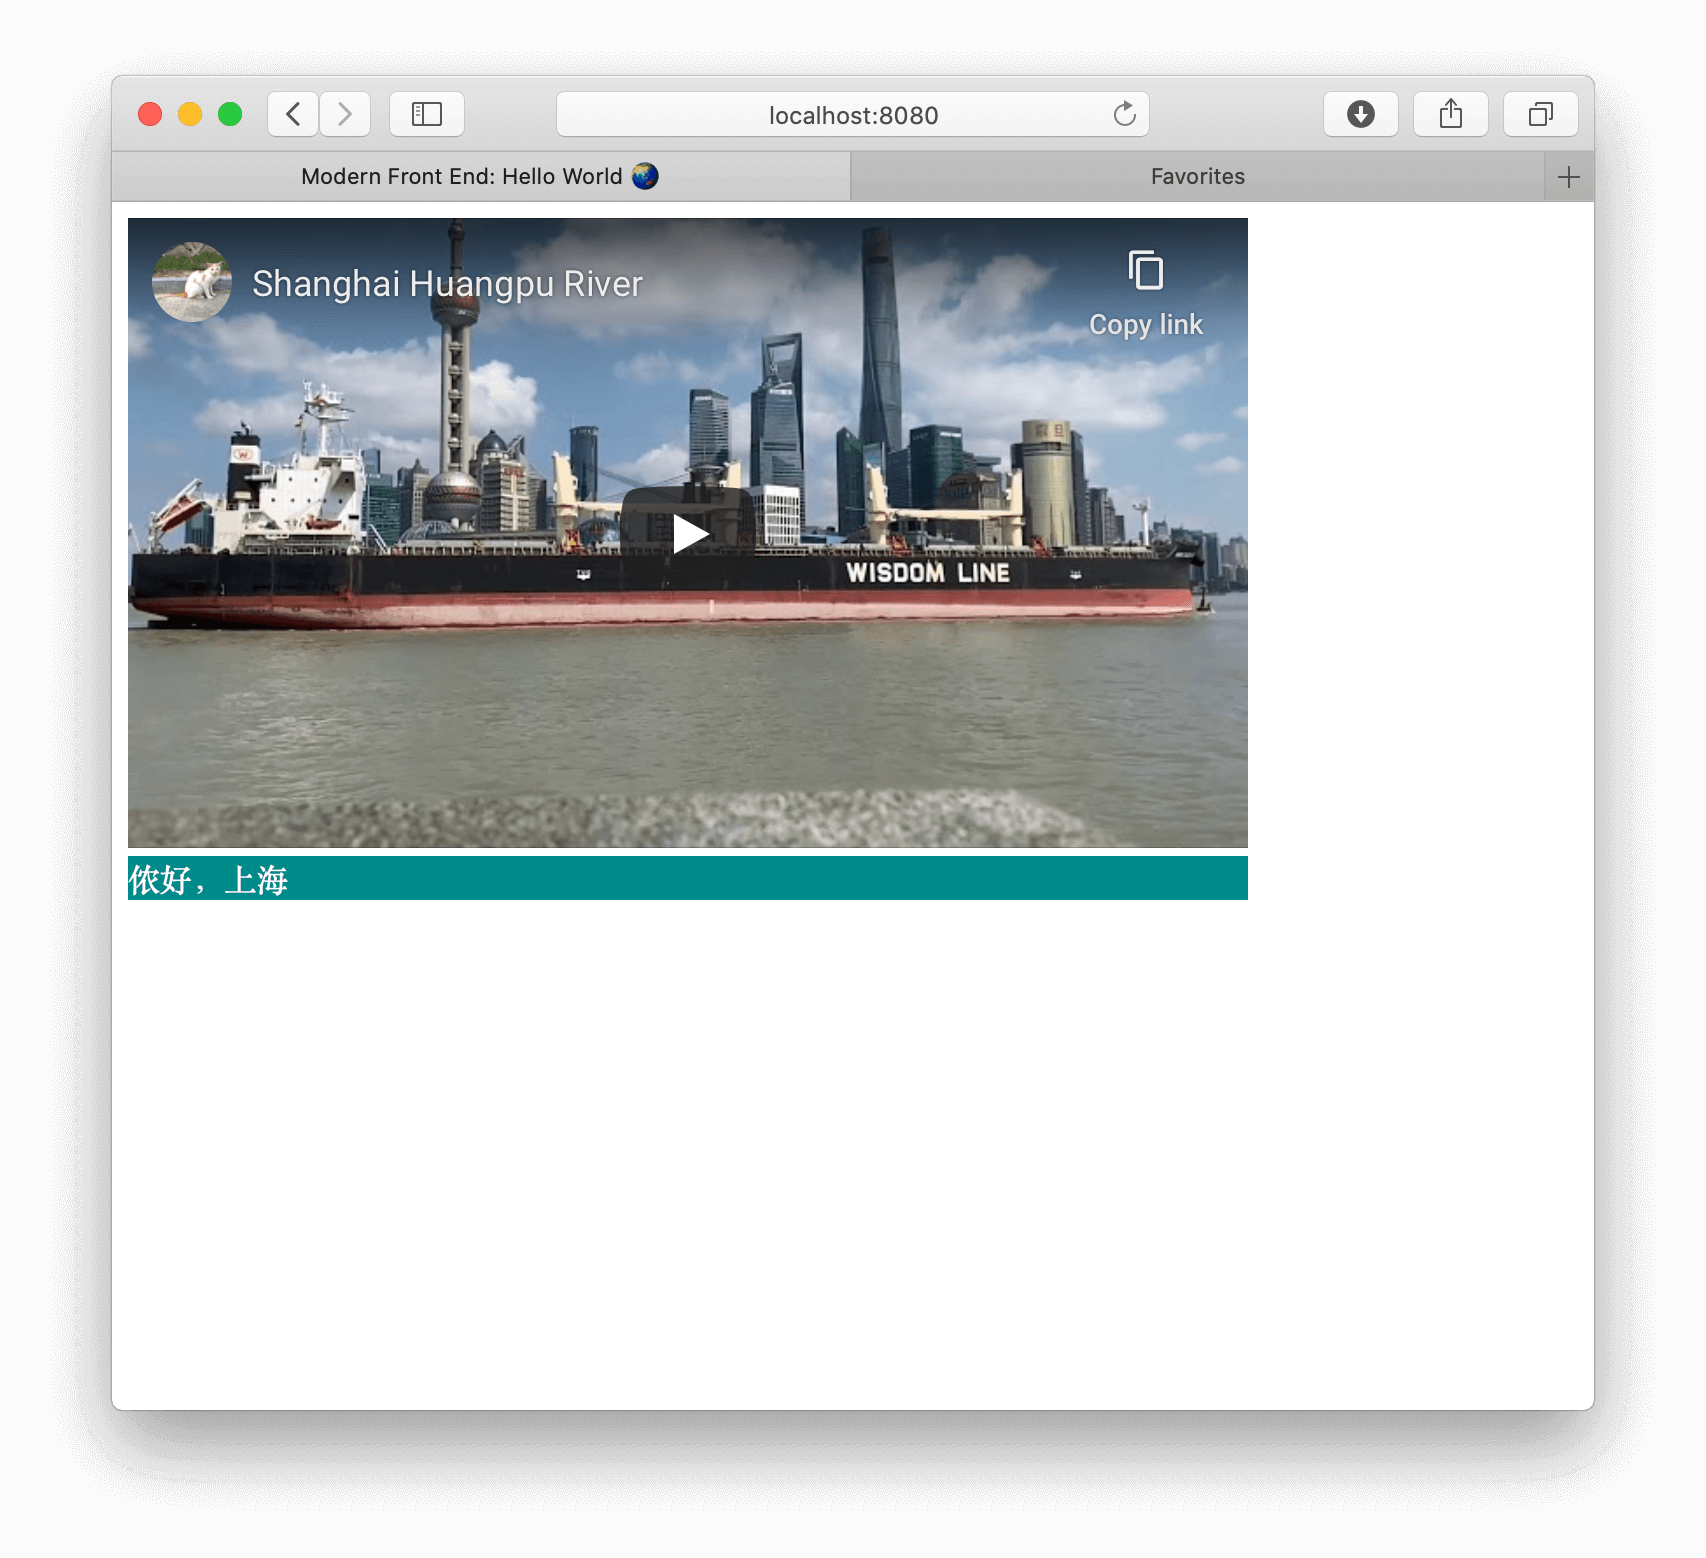 localhost:8080
Modern Front End: Hello World 🌏
Favorites
Shanghai Huangpu River
Copy link
WISDOM LINE
侬好，上海